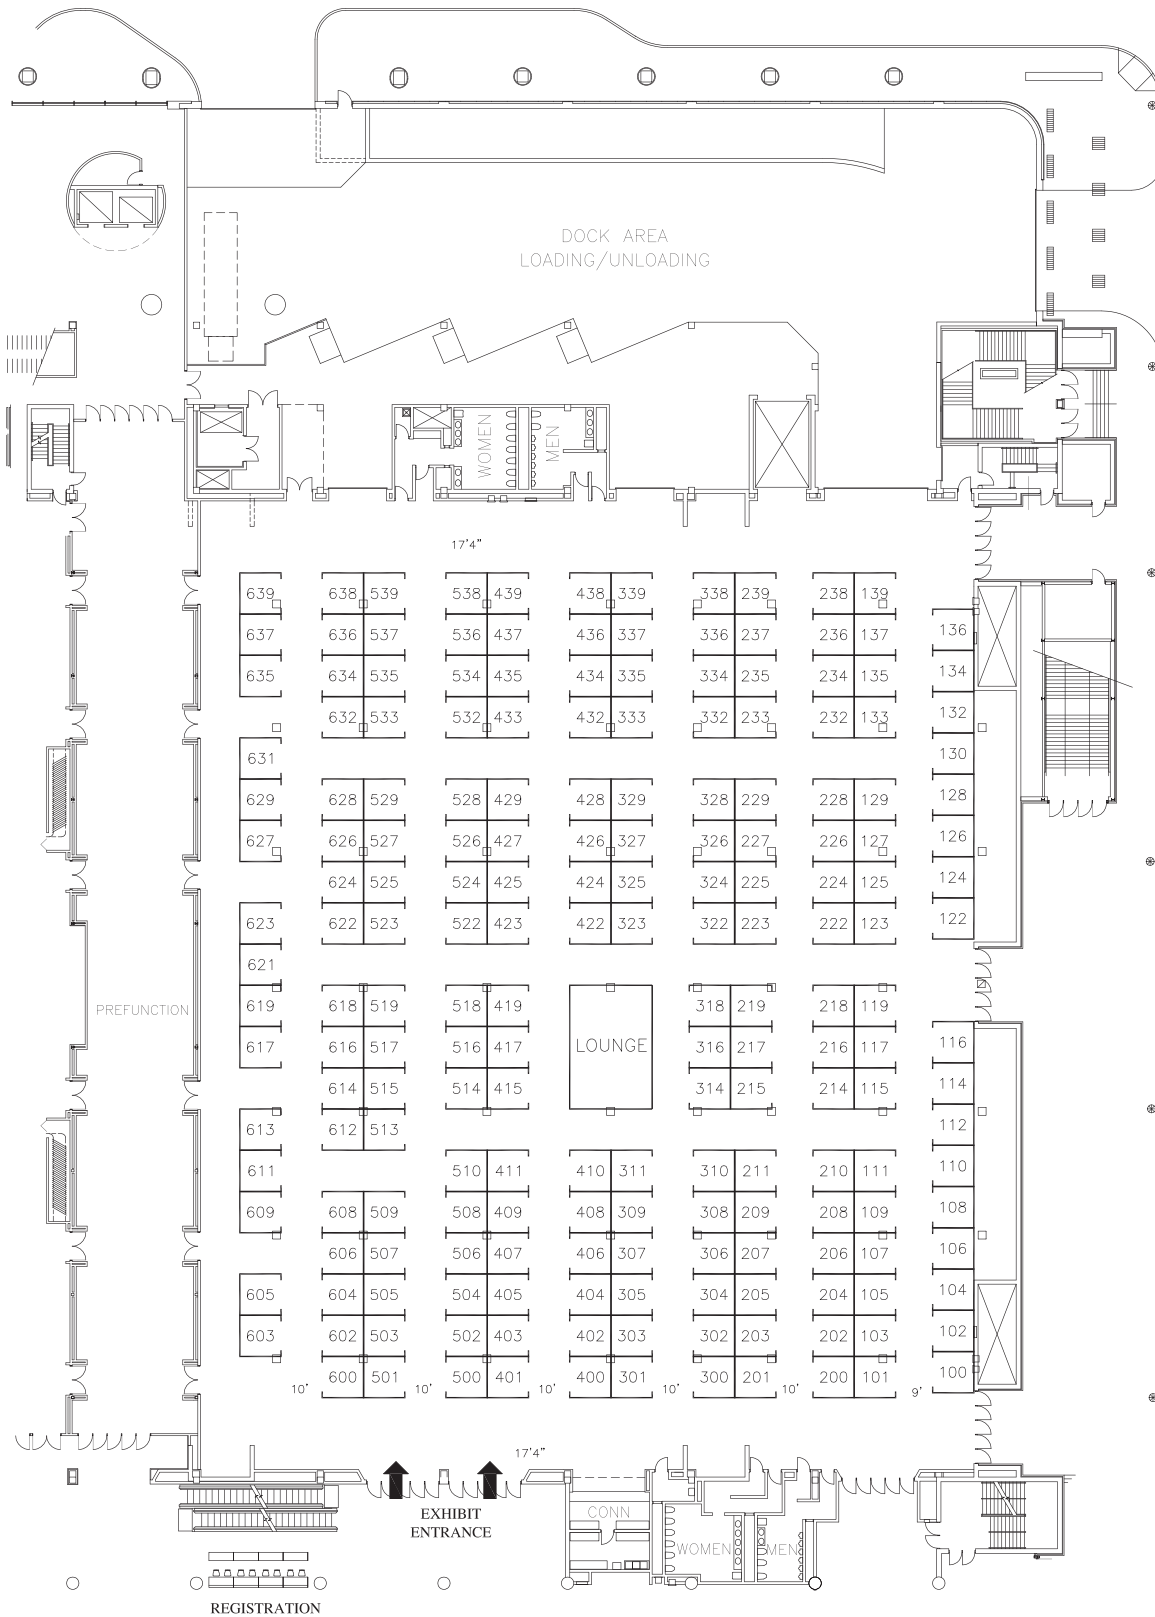 DOCK AREA
LOADING/UNLOADING
WOMEN
MEN
17'4"
639 638 539 538 439 438 339 338 239 238 139
637 636 537 536 437 436 337 336 237 236 137 136
635 634 535 534 435 434 335 334 235 234 135 134
632 533 532 433 432 333 332 233 232 133 132
631 130
629 628 529 528 429 428 329 328 229 228 129 128
627 626 527 526 427 426 327 326 227 226 127 126
624 525 524 425 424 325 324 225 224 125 124
623 622 523 522 423 422 323 322 223 222 123 122
621
619 618 519 518 419 318 219 218 119
PREFUNCTION
617 616 517 516 417 LOUNGE 316 217 216 117 116
614 515 514 415 314 215 214 115 114
613 612 513 112
611 510 411 410 311 310 211 210 111 110
609 608 509 508 409 408 309 308 209 208 109 108
606 507 506 407 406 307 306 207 206 107 106
605 604 505 504 405 404 305 304 205 204 105 104
603 602 503 502 403 402 303 302 203 202 103 102
600 501 500 401 400 301 300 201 200 101 100
10' 10' 10' 10' 10' 9'
17'4"
EXHIBIT
ENTRANCE
CONN
WOMEN
MEN
REGISTRATION